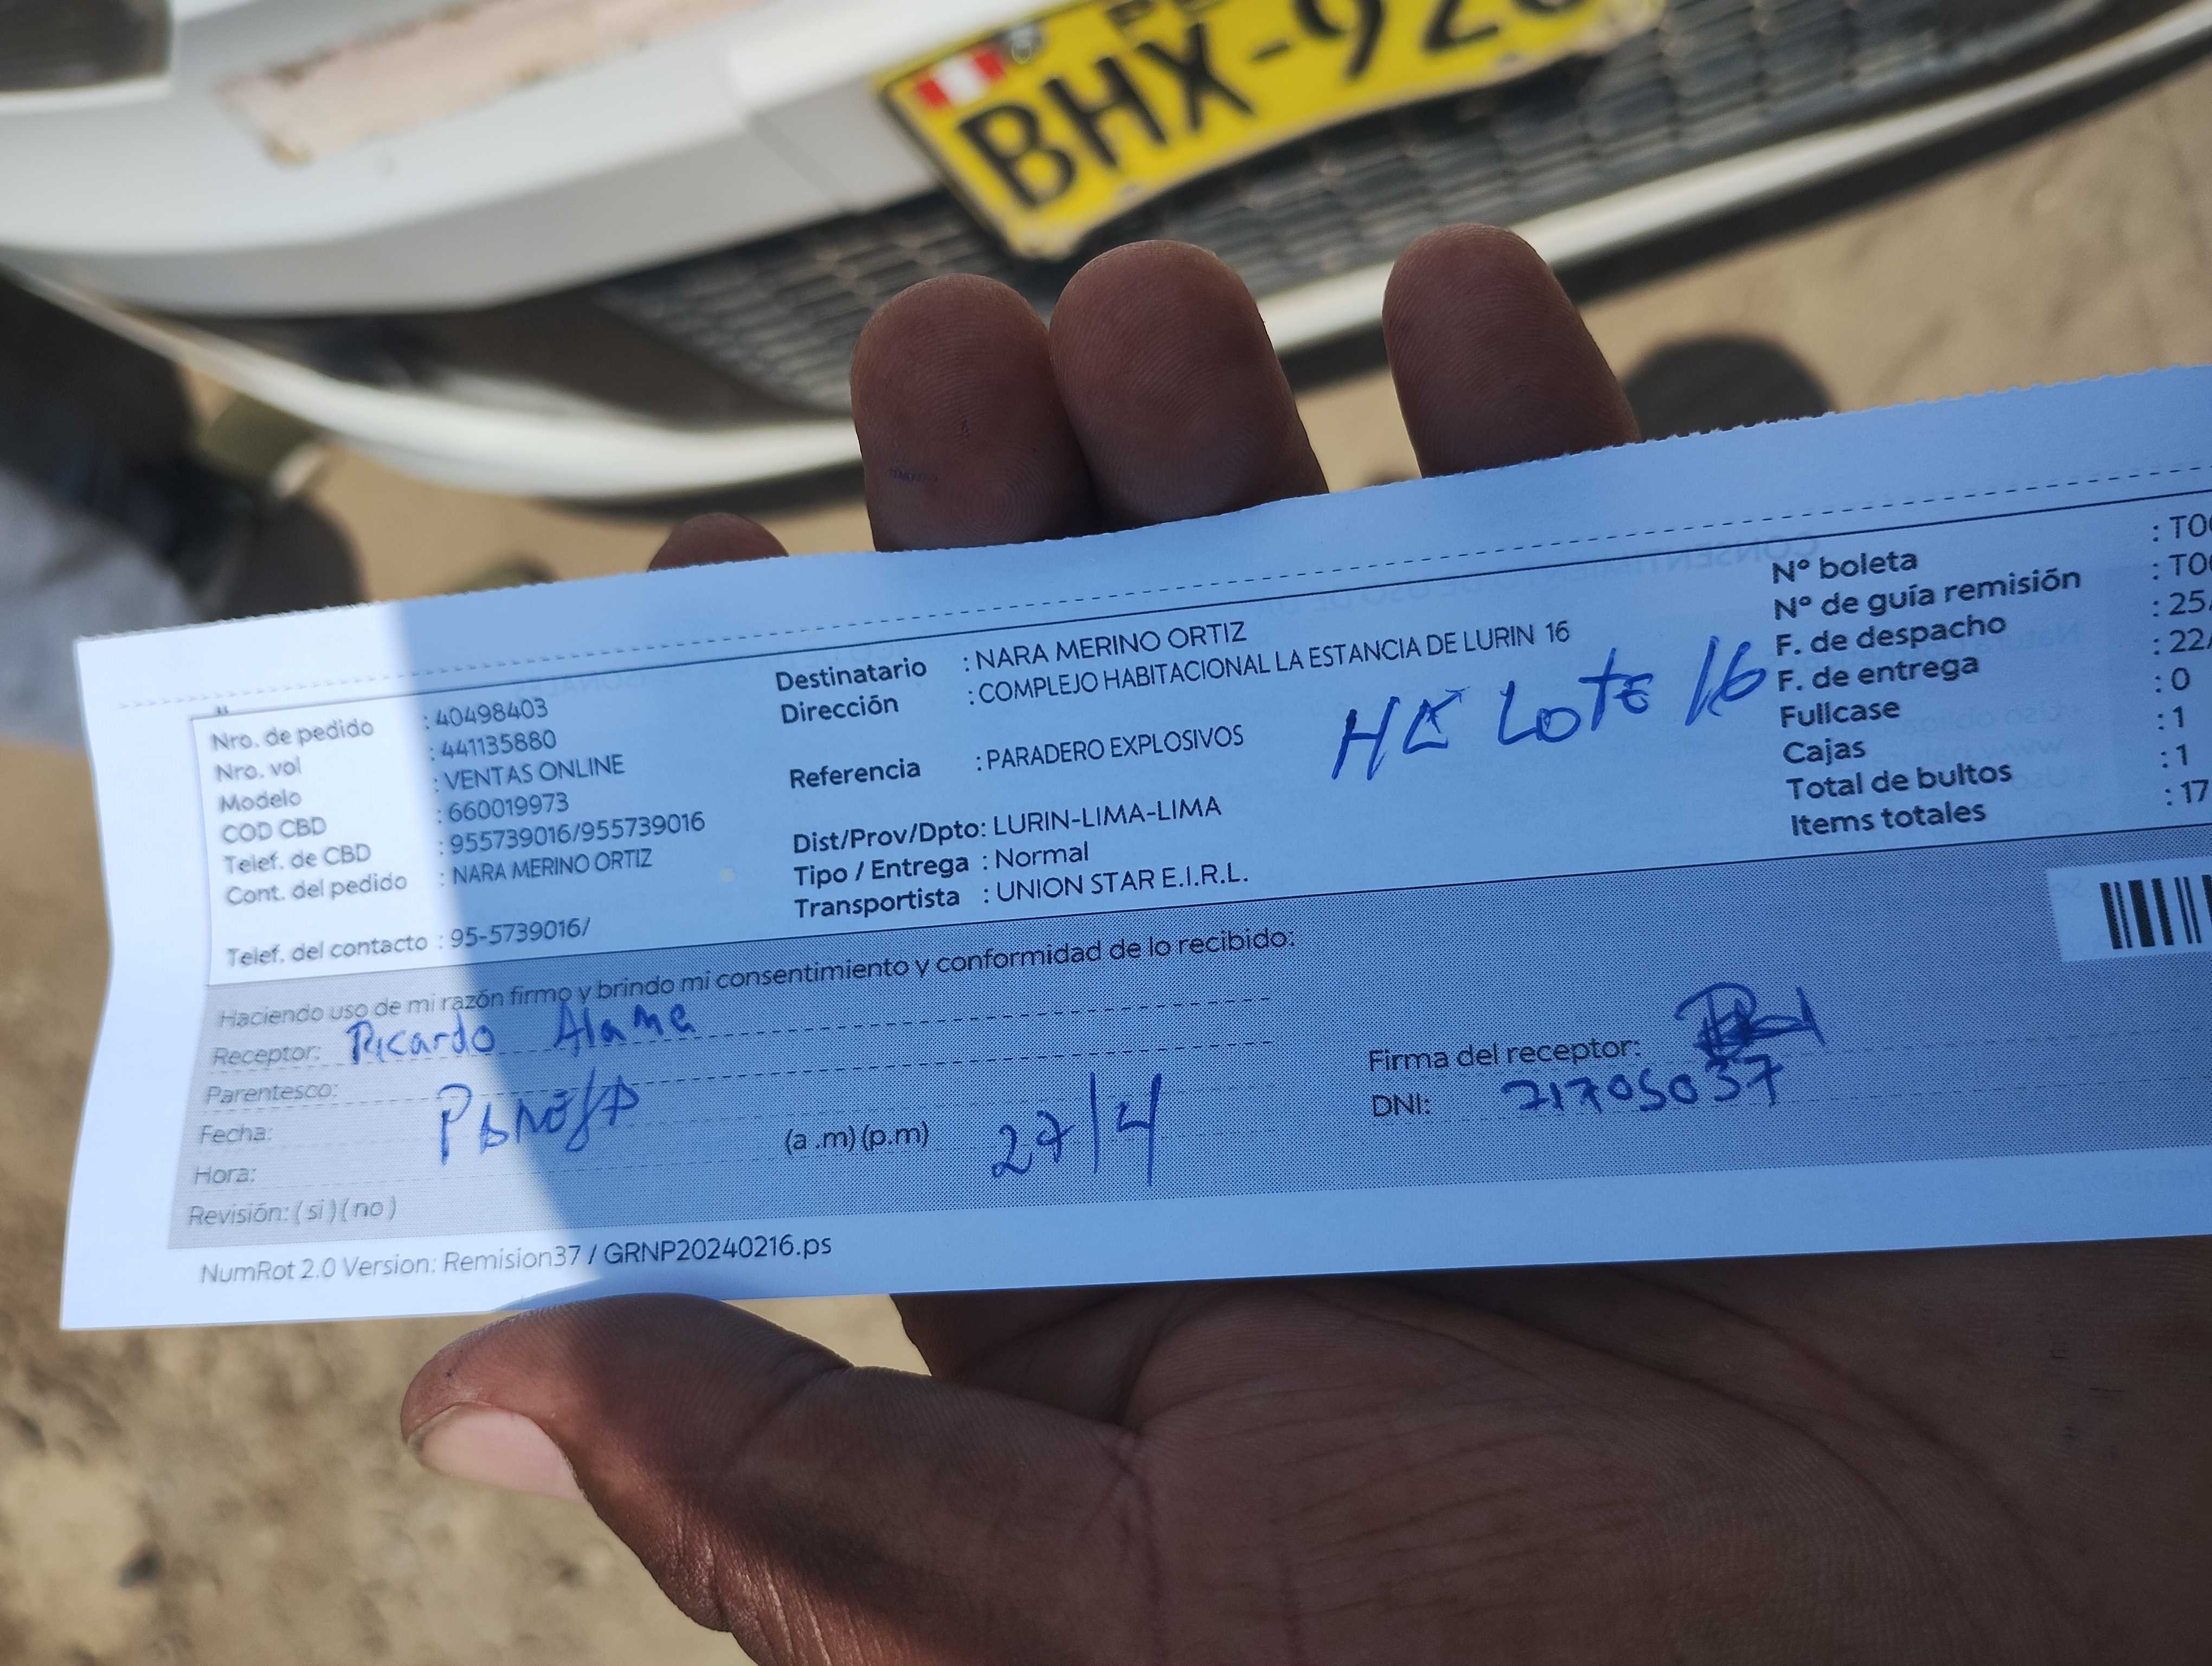 BHX-92
Nro. de pedido : 40498403
Nro. vol : 441135880
Modelo : VENTAS ONLINE
COD CBD : 660019973
Telef. de CBD : 955739016/955739016
Cont. del pedido : NARA MERINO ORTIZ
Telef. del contacto : 95-5739016/
Destinatario : NARA MERINO ORTIZ
Dirección : COMPLEJO HABITACIONAL LA ESTANCIA DE LURIN 16
Lote 16
Referencia : PARADERO EXPLOSIVOS
Dist/Prov/Dpto: LURIN-LIMA-LIMA
Tipo / Entrega : Normal
Transportista : UNION STAR E.I.R.L.
Nº boleta : T00
Nº de guía remisión : T00
F. de despacho : 25/
F. de entrega : 22/
Fullcase : 0
Cajas : 1
Total de bultos : 1
Items totales : 17
Haciendo uso de mi razón firmo y brindo mi consentimiento y conformidad de lo recibido:
Receptor: Ricardo Alama
Parentesco:
Fecha:
Hora: (a .m) (p.m) 27/4
Revisión: ( si ) ( no )
Firma del receptor:
DNI: 71705037
NumRot 2.0 Version: Remision37 / GRNP20240216.ps